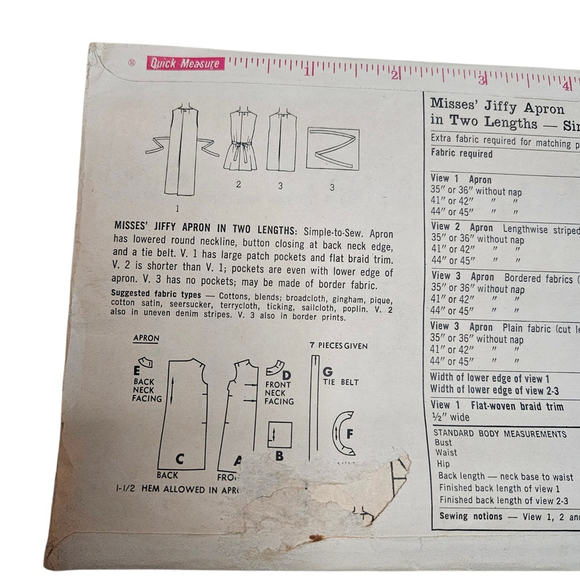 Quick Measure
1 2 3 4
1 2 3 3
MISSES' JIFFY APRON IN TWO LENGTHS: Simple-to-Sew. Apron
has lowered round neckline, button closing at back neck edge,
and a tie belt. V. 1 has large patch pockets and flat braid trim.
V. 2 is shorter than V. 1; pockets are even with lower edge of
apron. V. 3 has no pockets; may be made of border fabric.
Suggested fabric types — Cottons, blends; broadcloth, gingham, pique,
cotton satin, seersucker, terrycloth, ticking, sailcloth, poplin. V. 2
also in uneven denim stripes. V. 3 also in border prints.
APRON
7 PIECES GIVEN
E
BACK
NECK
FACING
D
FRONT
NECK
FACING
G
TIE BELT
C
BACK
A
B
F
1-1/2 HEM ALLOWED IN
Misses' Jiffy Apron
in Two Lengths —
Extra fabric required for matching
Fabric required
View 1 Apron
35" or 36" without nap
41" or 42" " "
44" or 45" " "
View 2 Apron Lengthwise striped
35" or 36" without nap
41" or 42" " "
44" or 45" " "
View 3 Apron Bordered fabrics
35" or 36" without nap
41" or 42" " "
44" or 45" " "
View 3 Apron Plain fabric (cut
35" or 36" without nap
41" or 42" " "
44" or 45" " "
Width of lower edge of view 1
Width of lower edge of view 2-3
View 1 Flat-woven braid trim
½" wide
STANDARD BODY MEASUREMENTS
Bust
Waist
Hip
Back length — neck base to waist
Finished back length of view 1
Finished back length of view 2-3
Sewing notions — View 1, 2 and